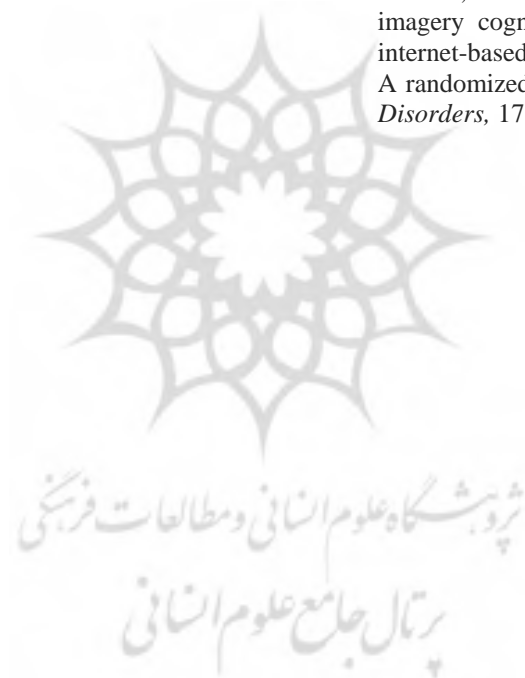 imagery cogn
internet-based
A randomized
Disorders, 17
پژوهشگاه علوم انسانی و مطالعات فرهنگی
پرتال جامع علوم انسانی